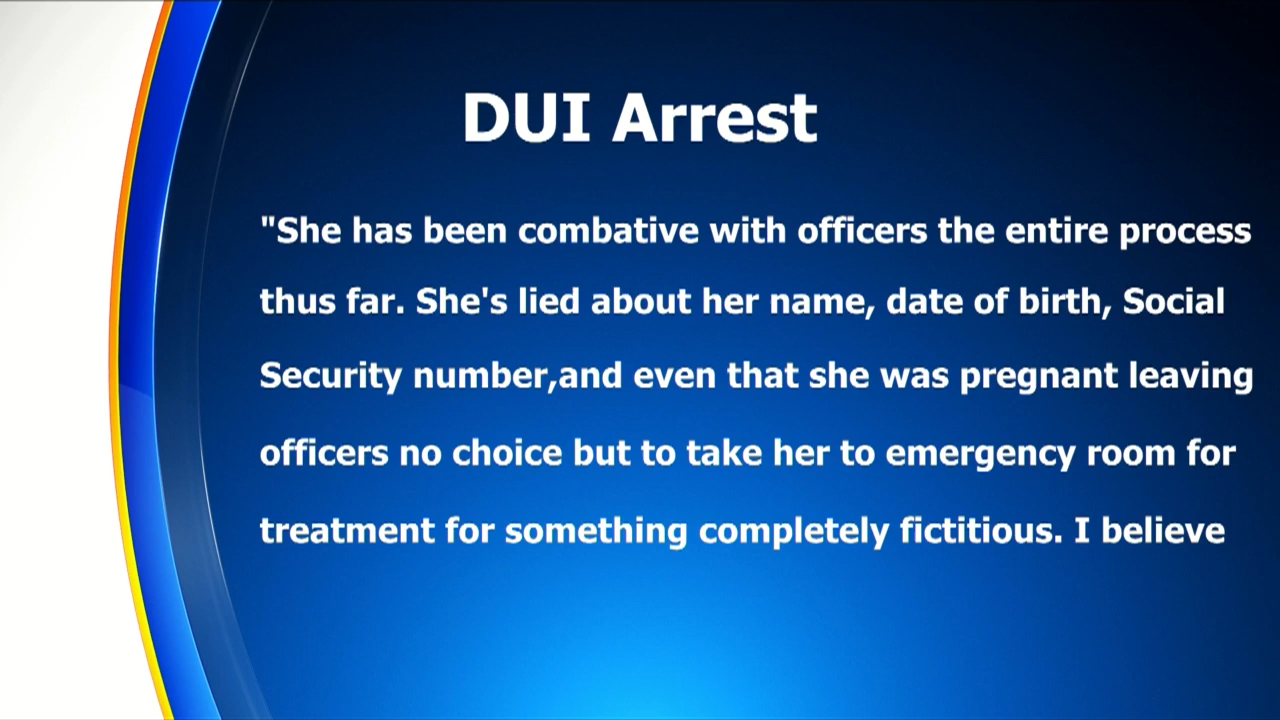 DUI Arrest
"She has been combative with officers the entire process
thus far. She's lied about her name, date of birth, Social
Security number,and even that she was pregnant leaving
officers no choice but to take her to emergency room for
treatment for something completely fictitious. I believe